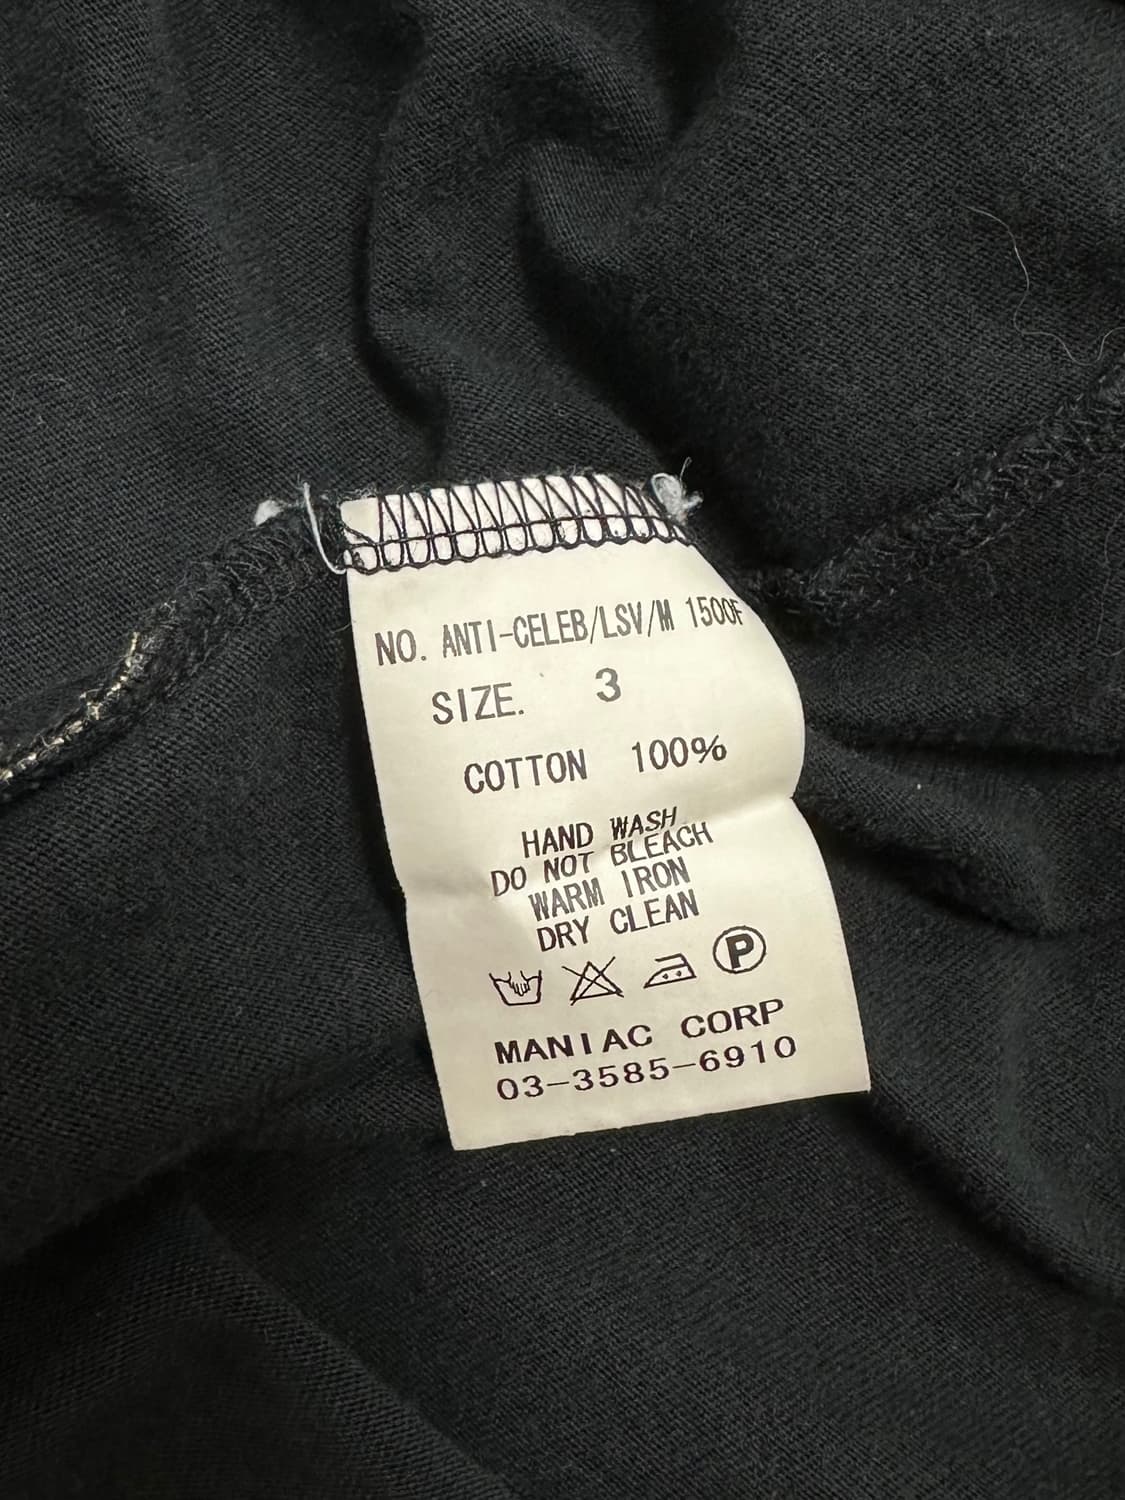 NO. ANTI-CELEB/LSV/M 1500F
SIZE. 3
COTTON 100%
HAND WASH
DO NOT BLEACH
WARM IRON
DRY CLEAN
P
MANIAC CORP
03-3585-6910